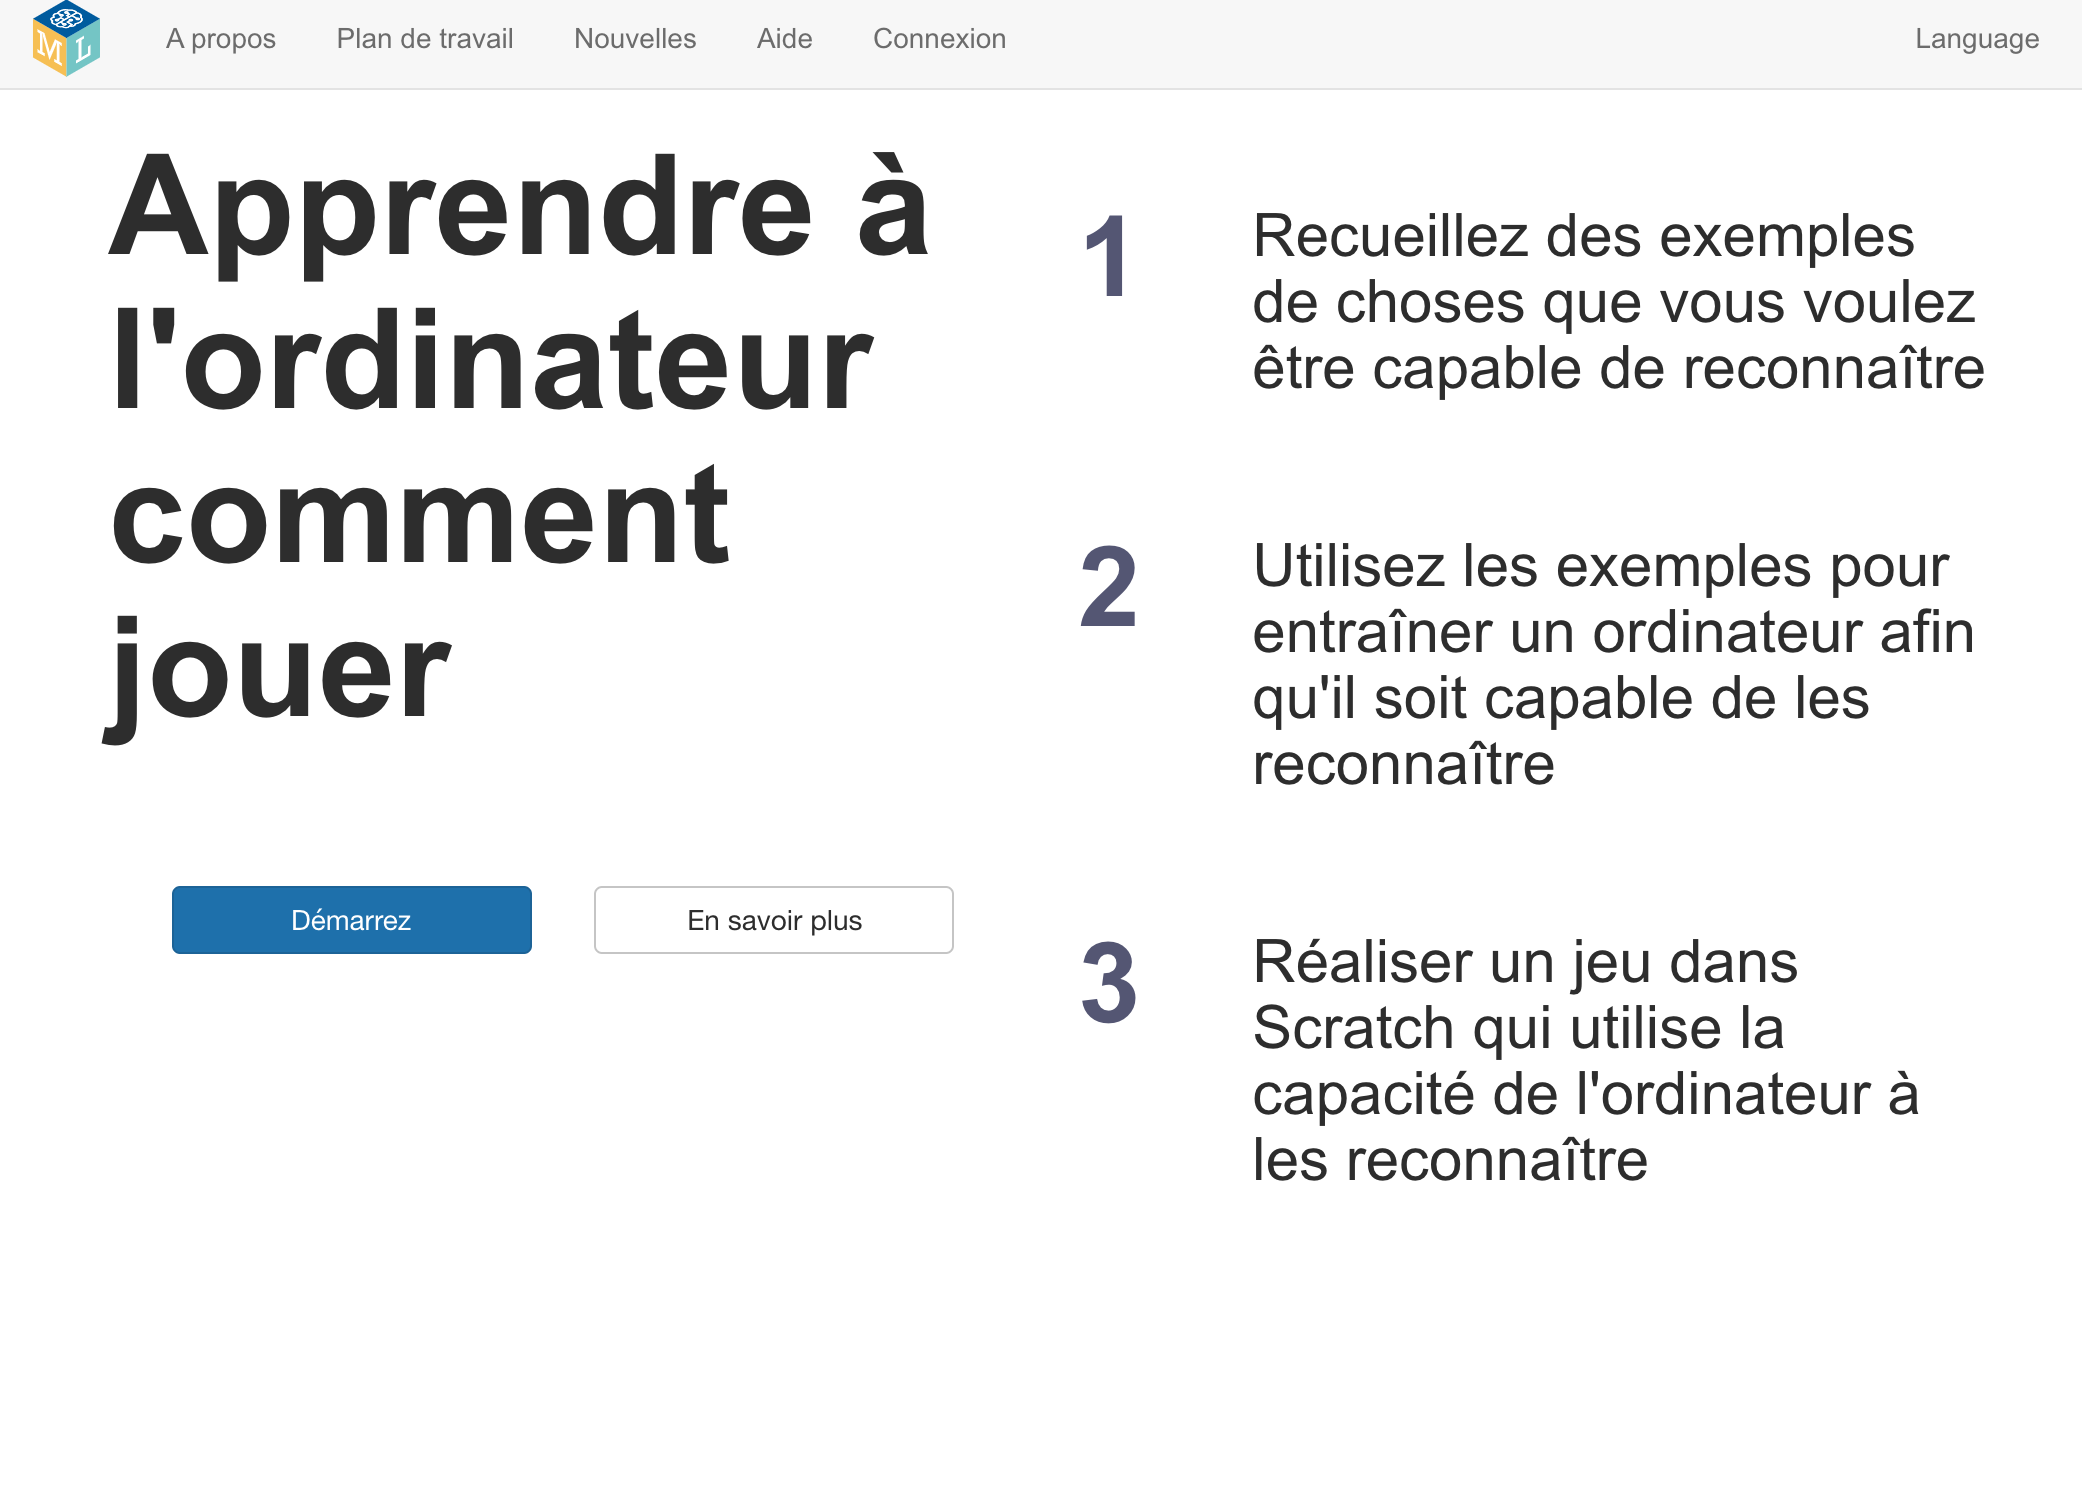 M L
A propos
Plan de travail
Nouvelles
Aide
Connexion
Language
Apprendre à
l'ordinateur
comment
jouer
Démarrez
En savoir plus
1
Recueillez des exemples
de choses que vous voulez
être capable de reconnaître
2
Utilisez les exemples pour
entraîner un ordinateur afin
qu'il soit capable de les
reconnaître
3
Réaliser un jeu dans
Scratch qui utilise la
capacité de l'ordinateur à
les reconnaître